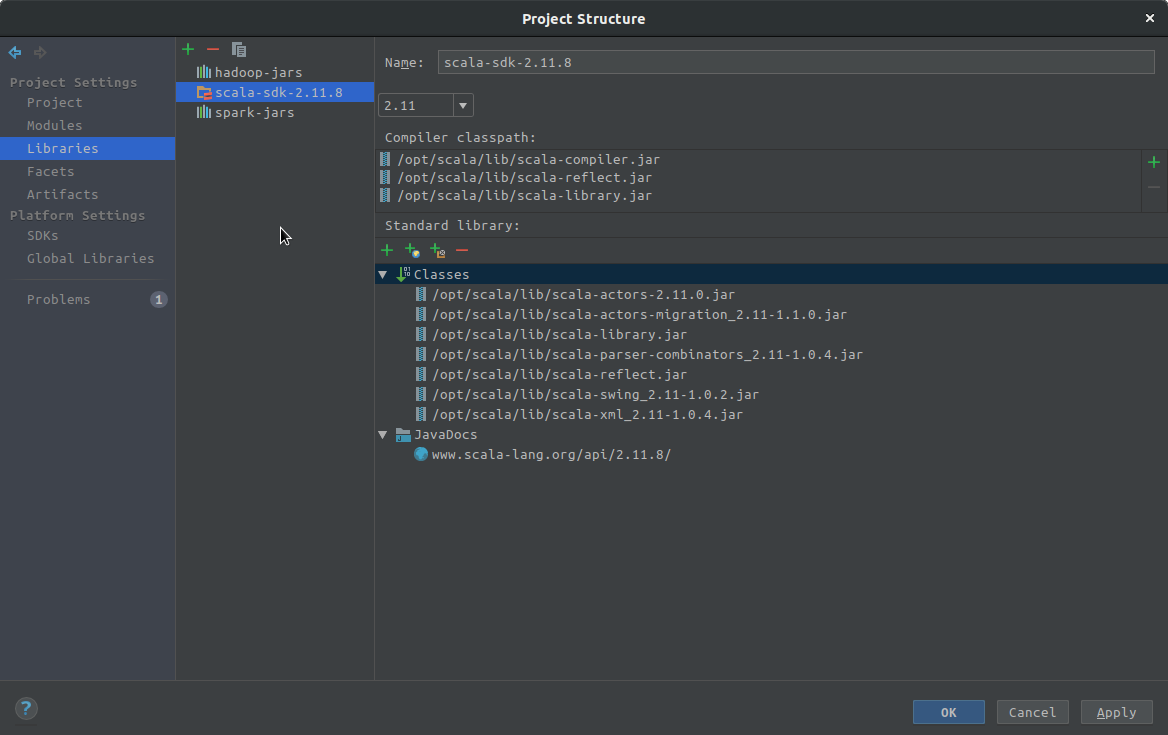 Project Structure
Project Settings
Project
Modules
Libraries
Facets
Artifacts
Platform Settings
SDKs
Global Libraries
Problems 1
hadoop-jars
scala-sdk-2.11.8
spark-jars
Name: scala-sdk-2.11.8
2.11
Compiler classpath:
/opt/scala/lib/scala-compiler.jar
/opt/scala/lib/scala-reflect.jar
/opt/scala/lib/scala-library.jar
Standard library:
Classes
/opt/scala/lib/scala-actors-2.11.0.jar
/opt/scala/lib/scala-actors-migration_2.11-1.1.0.jar
/opt/scala/lib/scala-library.jar
/opt/scala/lib/scala-parser-combinators_2.11-1.0.4.jar
/opt/scala/lib/scala-reflect.jar
/opt/scala/lib/scala-swing_2.11-1.0.2.jar
/opt/scala/lib/scala-xml_2.11-1.0.4.jar
JavaDocs
www.scala-lang.org/api/2.11.8/
?
OK Cancel Apply